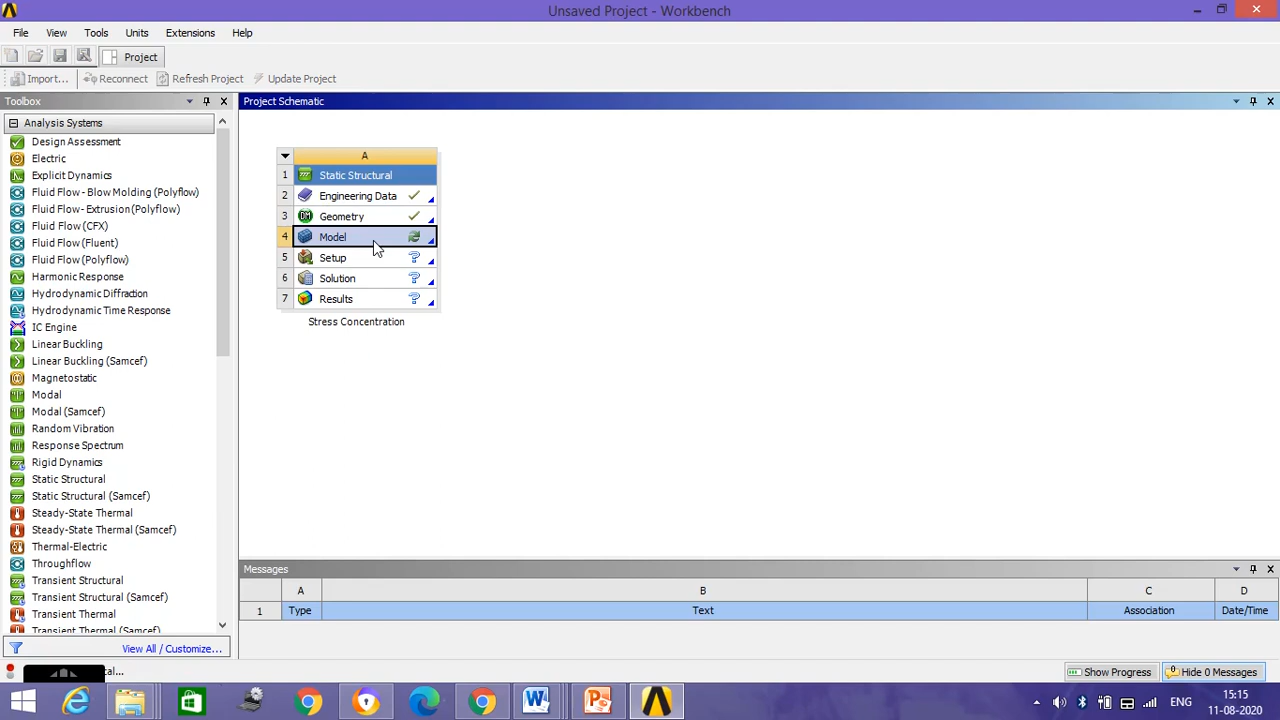 Unsaved Project - Workbench
File View Tools Units Extensions Help
Project
Import... Reconnect Refresh Project Update Project
Toolbox
Analysis Systems
Design Assessment
Electric
Explicit Dynamics
Fluid Flow - Blow Molding (Polyflow)
Fluid Flow- Extrusion (Polyflow)
Fluid Flow (CFX)
Fluid Flow (Fluent)
Fluid Flow (Polyflow)
Harmonic Response
Hydrodynamic Diffraction
Hydrodynamic Time Response
IC Engine
Linear Buckling
Linear Buckling (Samcef)
Magnetostatic
Modal
Modal (Samcef)
Random Vibration
Response Spectrum
Rigid Dynamics
Static Structural
Static Structural (Samcef)
Steady-State Thermal
Steady-State Thermal (Samcef)
Thermal-Electric
Throughflow
Transient Structural
Transient Structural (Samcef)
Transient Thermal
Transient Thermal (Samcef)
View All / Customize...
Project Schematic
A
1 Static Structural
2 Engineering Data
3 Geometry
4 Model
5 Setup
6 Solution
7 Results
Stress Concentration
Messages
A B C D
1 Type Text Association Date/Time
Show Progress Hide 0 Messages
ENG
15:15
11-08-2020